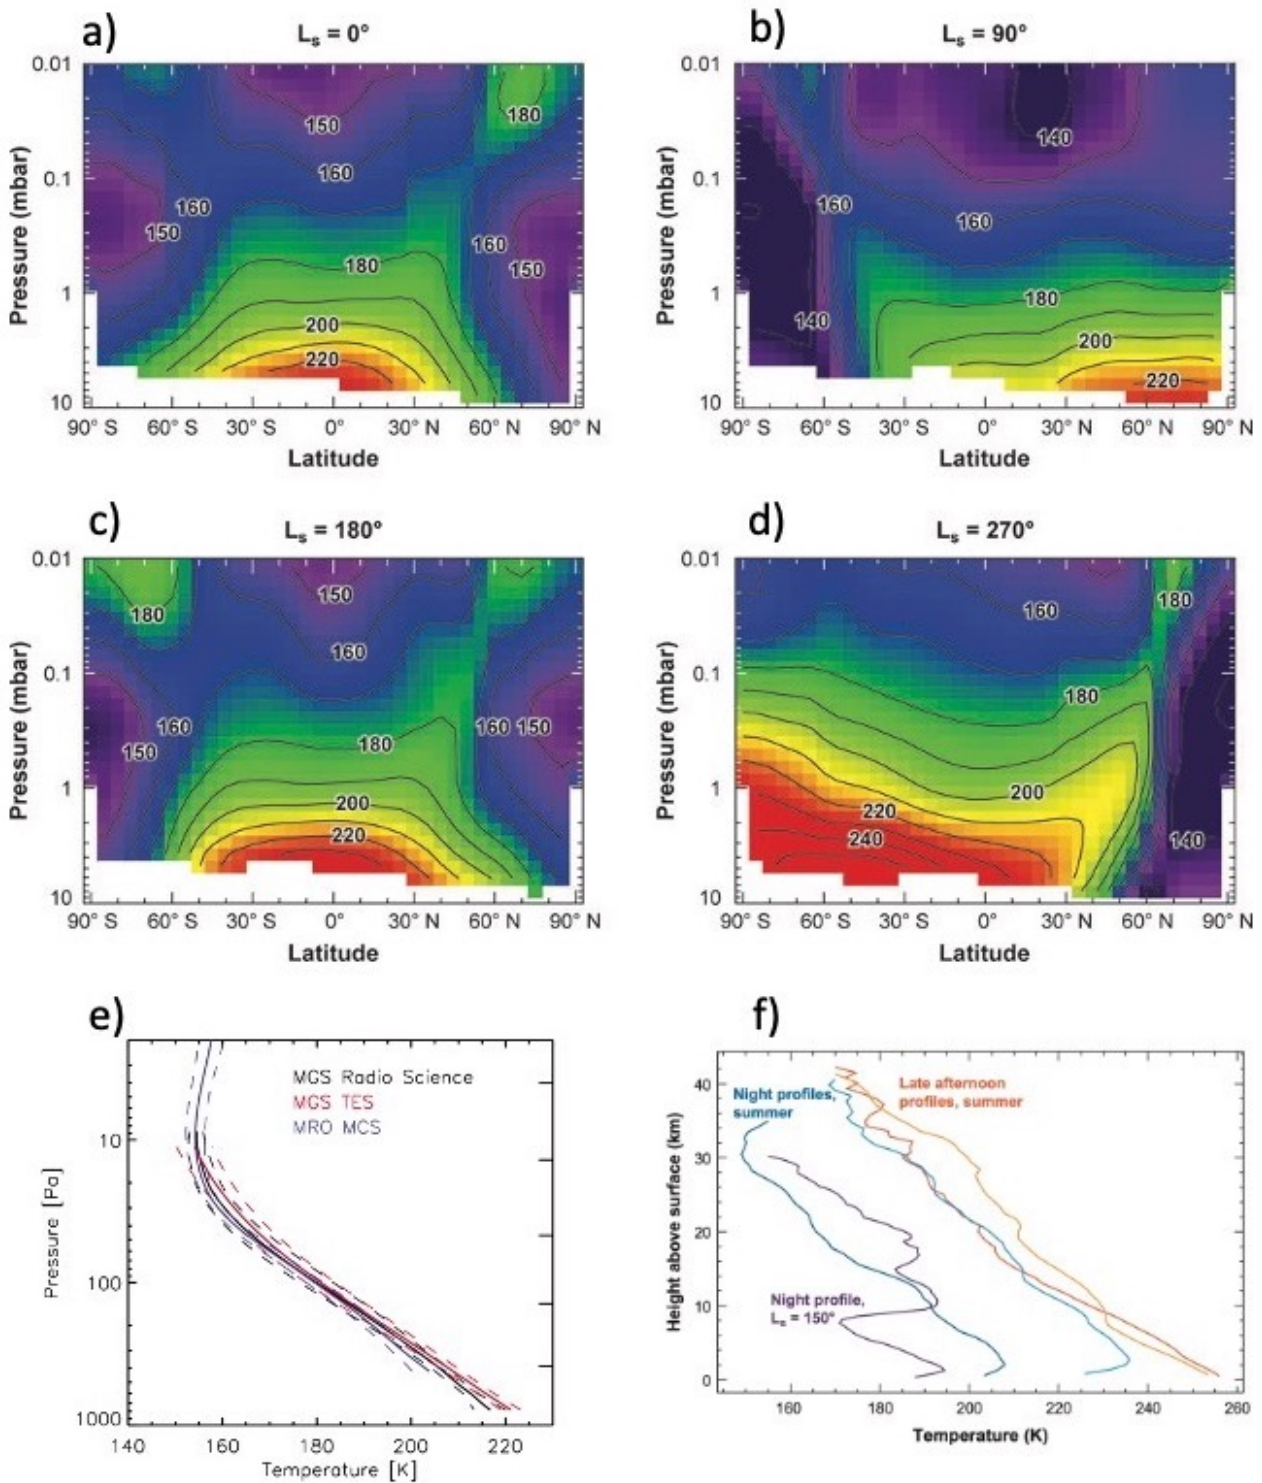 a)
Ls = 0°
0.01
0.1
1
10
Pressure (mbar)
150
180
160
160
150
180
160
150
200
220
90° S 60° S 30° S 0° 30° N 60° N 90° N
Latitude
b)
Ls = 90°
0.01
0.1
1
10
Pressure (mbar)
140
160
160
180
140
200
220
90° S 60° S 30° S 0° 30° N 60° N 90° N
Latitude
c)
Ls = 180°
0.01
0.1
1
10
Pressure (mbar)
180
150
160
160
150
180
160
150
200
220
90° S 60° S 30° S 0° 30° N 60° N 90° N
Latitude
d)
Ls = 270°
0.01
0.1
1
10
Pressure (mbar)
160
180
180
200
220
240
140
90° S 60° S 30° S 0° 30° N 60° N 90° N
Latitude
e)
MGS Radio Science
MGS TES
MRO MCS
10
100
1000
Pressure [Pa]
140 160 180 200 220
Temperature [K]
f)
40
30
20
10
0
Height above surface (km)
Night profiles,
summer
Late afternoon
profiles, summer
Night profile,
Ls = 150°
160 180 200 220 240 260
Temperature (K)